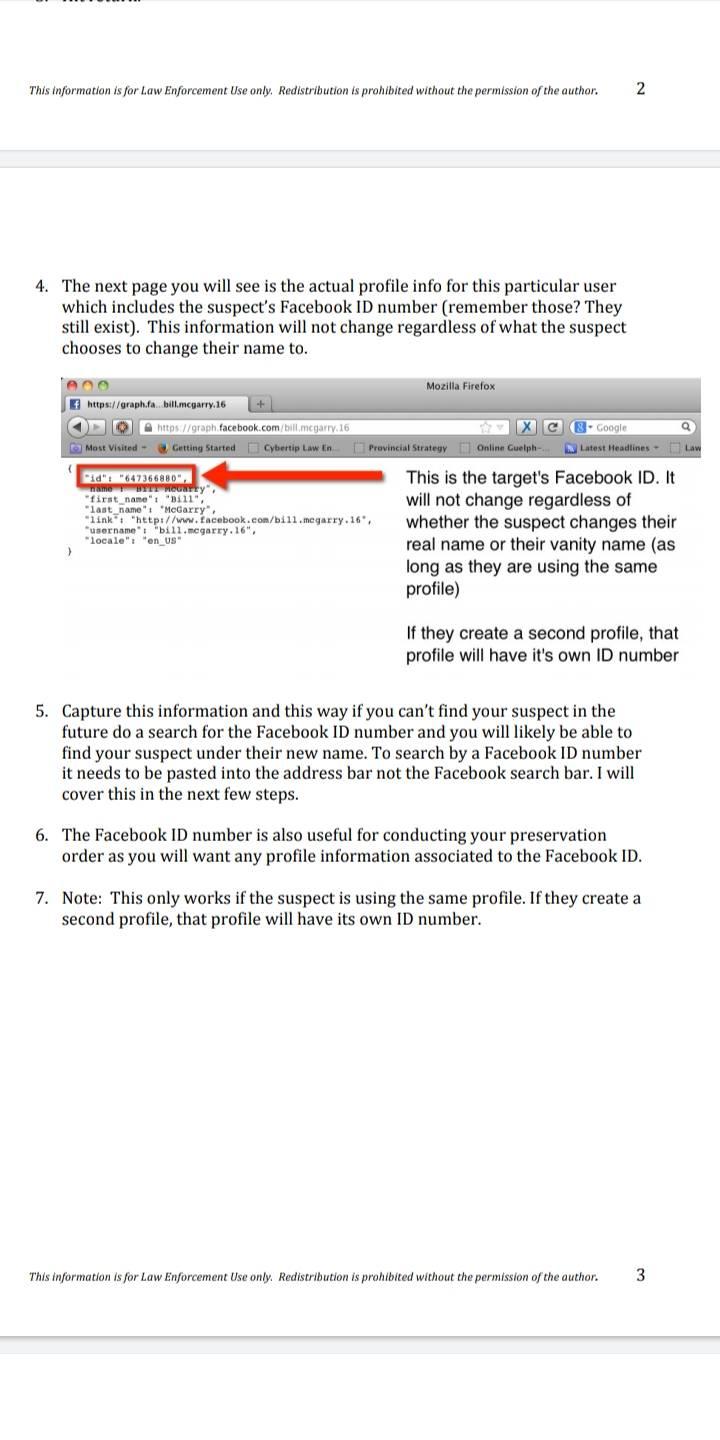 This information is for Law Enforcement Use only. Redistribution is prohibited without the permission of the author.
2
4. The next page you will see is the actual profile info for this particular user
which includes the suspect's Facebook ID number (remember those? They
still exist). This information will not change regardless of what the suspect
chooses to change their name to.
Mozilla Firefox
https://graph.fa...bill.mcgarry.16 +
https://graph.facebook.com/bill.mcgarry.16 Google
Most Visited Getting Started Cybertip Law En... Provincial Strategy Online Guelph-... Latest Headlines Law
{
"id": "647366880",
"name": "Bill McGarry",
"first_name": "Bill",
"last_name": "McGarry",
"link": "http://www.facebook.com/bill.mcgarry.16",
"username": "bill.mcgarry.16",
"locale": "en_US"
}
This is the target's Facebook ID. It
will not change regardless of
whether the suspect changes their
real name or their vanity name (as
long as they are using the same
profile)
If they create a second profile, that
profile will have it's own ID number
5. Capture this information and this way if you can't find your suspect in the
future do a search for the Facebook ID number and you will likely be able to
find your suspect under their new name. To search by a Facebook ID number
it needs to be pasted into the address bar not the Facebook search bar. I will
cover this in the next few steps.
6. The Facebook ID number is also useful for conducting your preservation
order as you will want any profile information associated to the Facebook ID.
7. Note: This only works if the suspect is using the same profile. If they create a
second profile, that profile will have its own ID number.
This information is for Law Enforcement Use only. Redistribution is prohibited without the permission of the author.
3